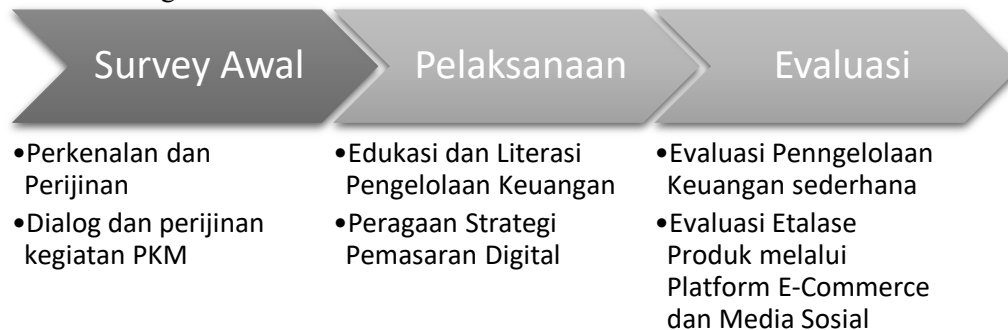 Survey Awal
Pelaksanaan
Evaluasi
•Perkenalan dan
Perijinan
•Dialog dan perijinan
kegiatan PKM
•Edukasi dan Literasi
Pengelolaan Keuangan
•Peragaan Strategi
Pemasaran Digital
•Evaluasi Penngelolaan
Keuangan sederhana
•Evaluasi Etalase
Produk melalui
Platform E-Commerce
dan Media Sosial